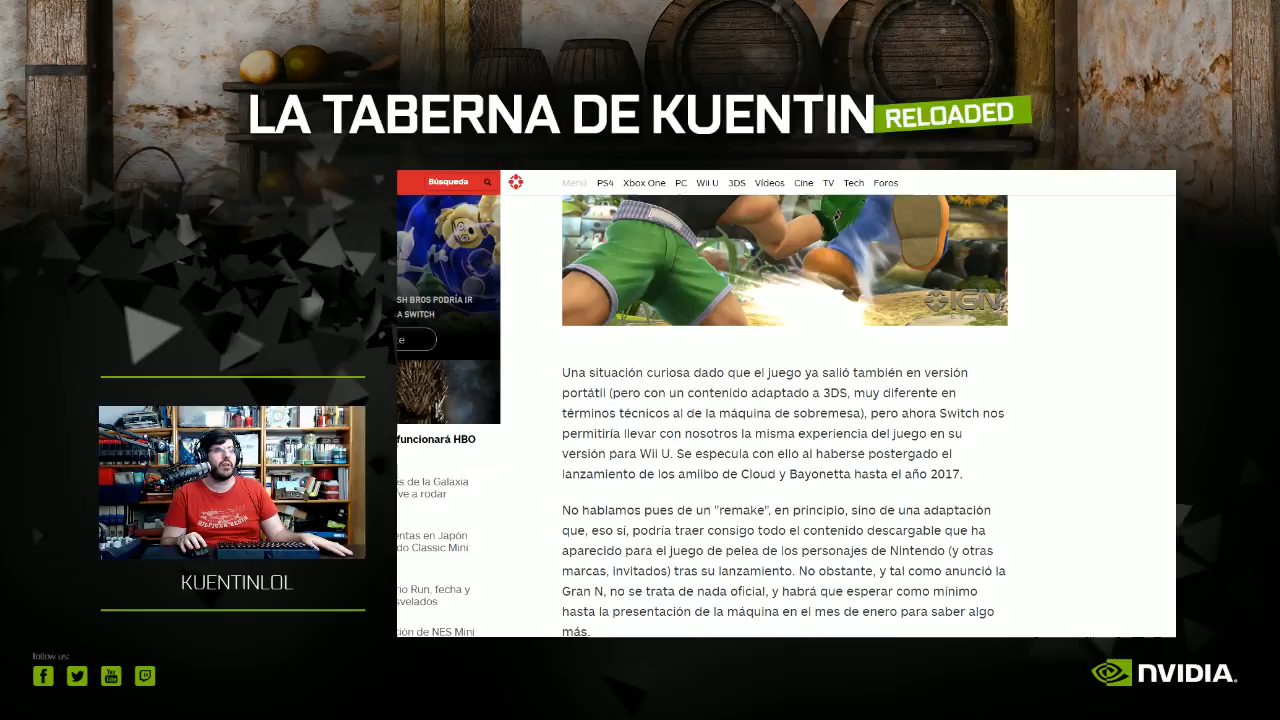 LA TABERNA DE KUENTIN RELOADED
Búsqueda
Menú PS4 Xbox One PC Wii U 3DS Vídeos Cine TV Tech Foros
SH BROS PODRÍA IR
A SWITCH
te
IGN
funcionará HBO
es de la Galaxia
ve a rodar
entas en Japón
do Classic Mini
rio Run, fecha y
svelados
ción de NES Mini
Una situación curiosa dado que el juego ya salió también en versión
portátil (pero con un contenido adaptado a 3DS, muy diferente en
términos técnicos al de la máquina de sobremesa), pero ahora Switch nos
permitiría llevar con nosotros la misma experiencia del juego en su
versión para Wii U. Se especula con ello al haberse postergado el
lanzamiento de los amiibo de Cloud y Bayonetta hasta el año 2017.
No hablamos pues de un "remake", en principio, sino de una adaptación
que, eso sí, podría traer consigo todo el contenido descargable que ha
aparecido para el juego de pelea de los personajes de Nintendo (y otras
marcas, invitados) tras su lanzamiento. No obstante, y tal como anunció la
Gran N, no se trata de nada oficial, y habrá que esperar como mínimo
hasta la presentación de la máquina en el mes de enero para saber algo
más.
KUENTINLOL
follow us:
You Tube
NVIDIA.